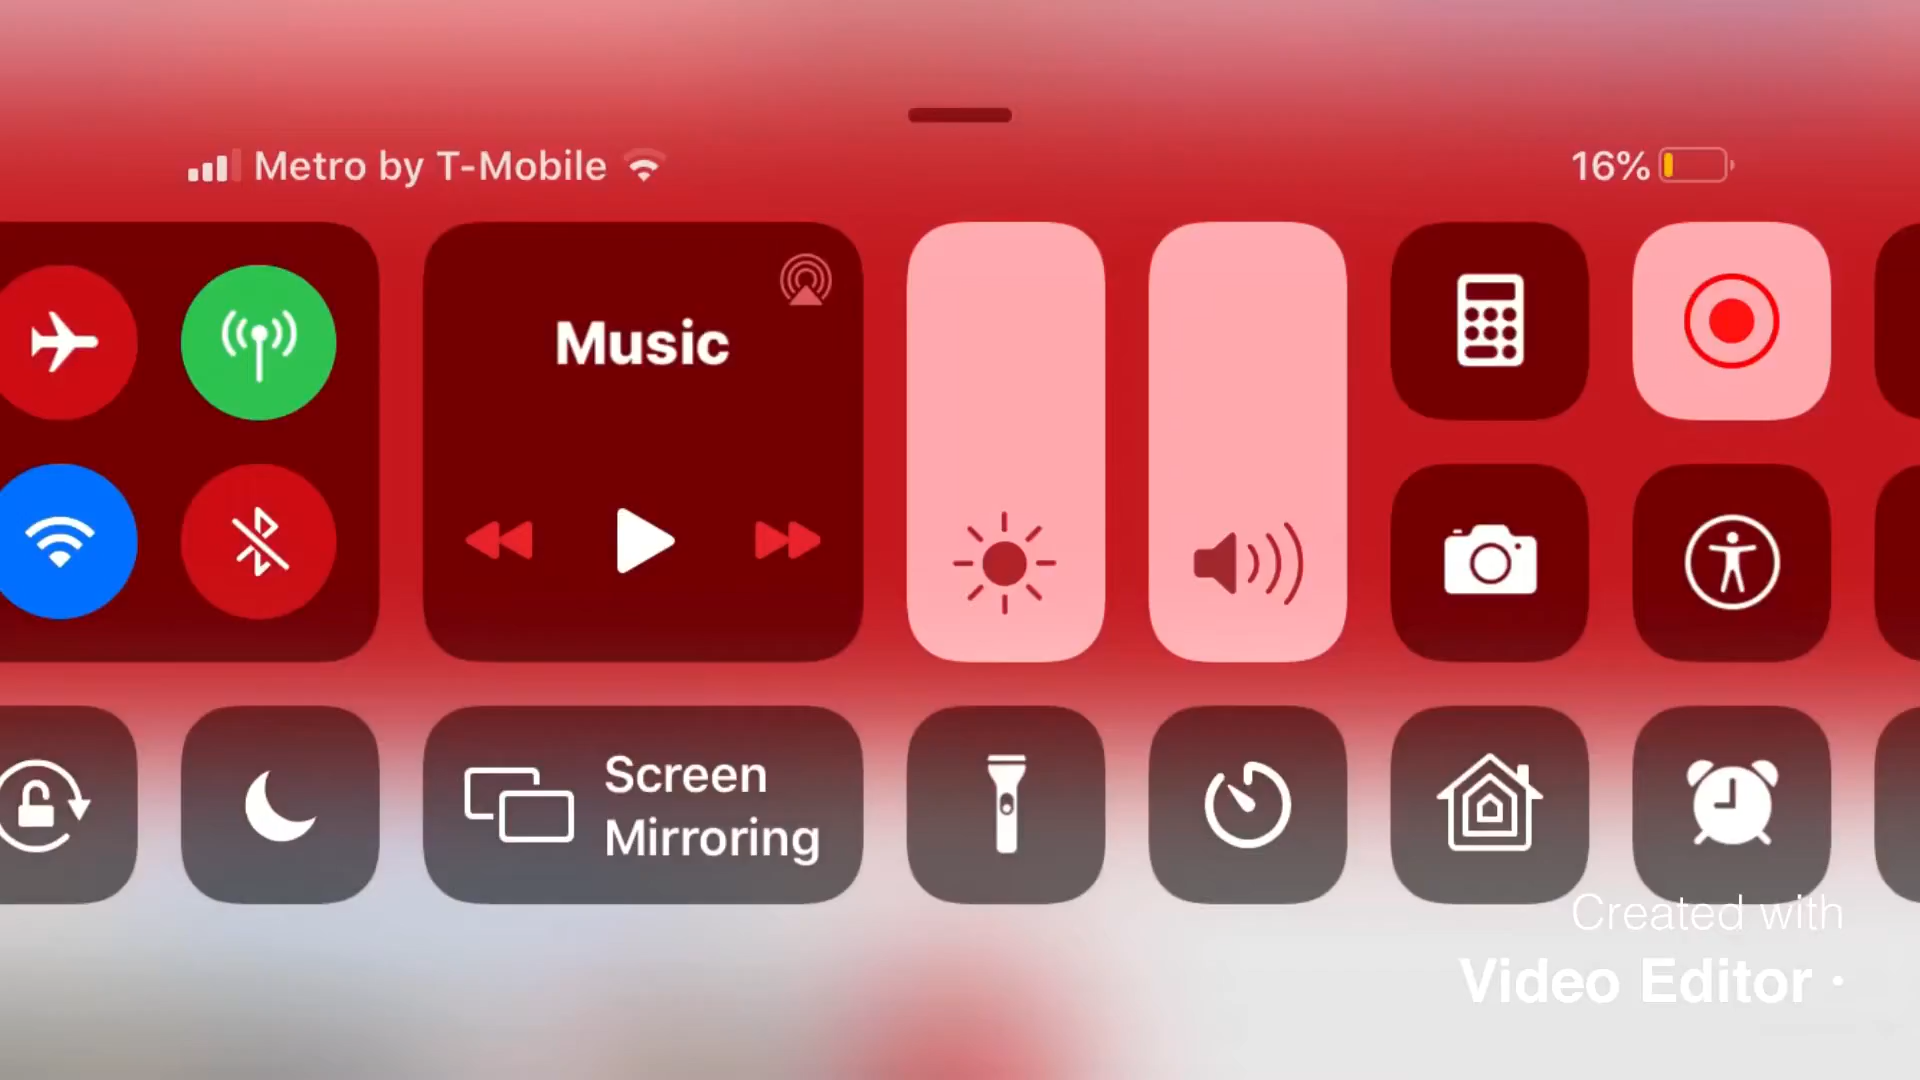 Metro by T-Mobile
16%
Music
Screen
Mirroring
Created with
Video Editor •